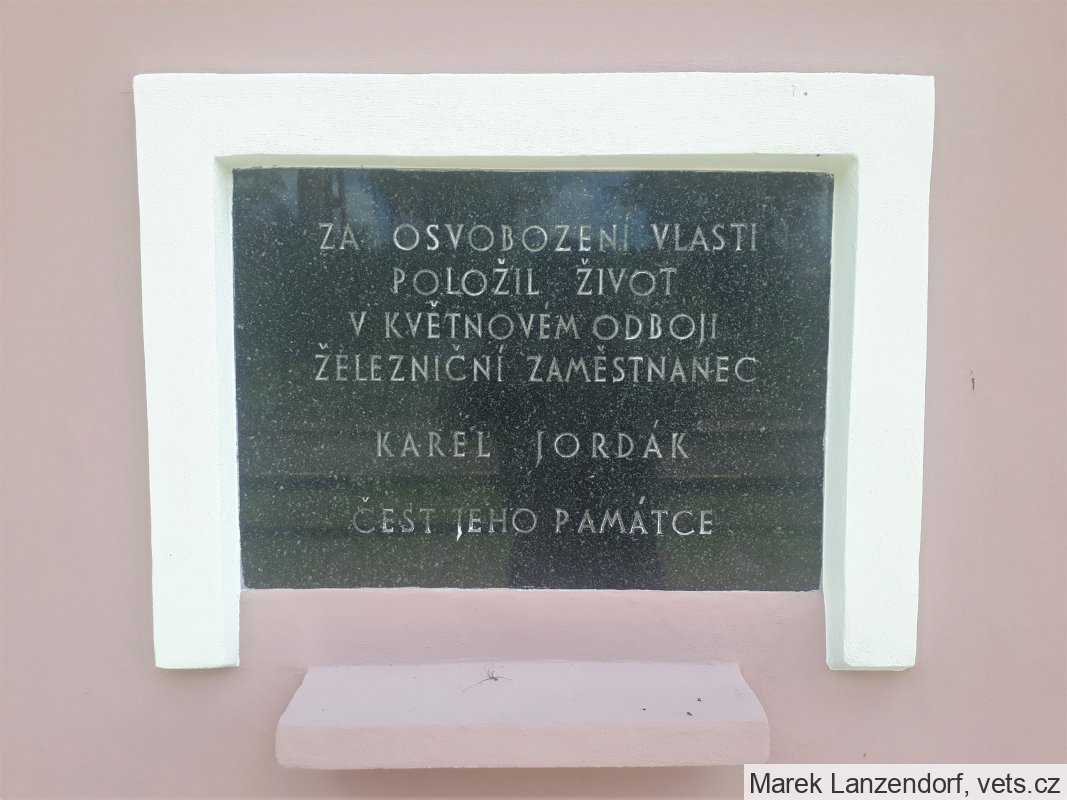 ZA OSVOBOZENÍ VLASTI
POLOŽIL ŽIVOT
V KVĚTNOVÉM ODBOJI
ŽELEZNIČNÍ ZAMĚSTNANEC
KAREL JORDÁK
ČEST JEHO PAMÁTCE
Marek Lanzendorf, vets.cz